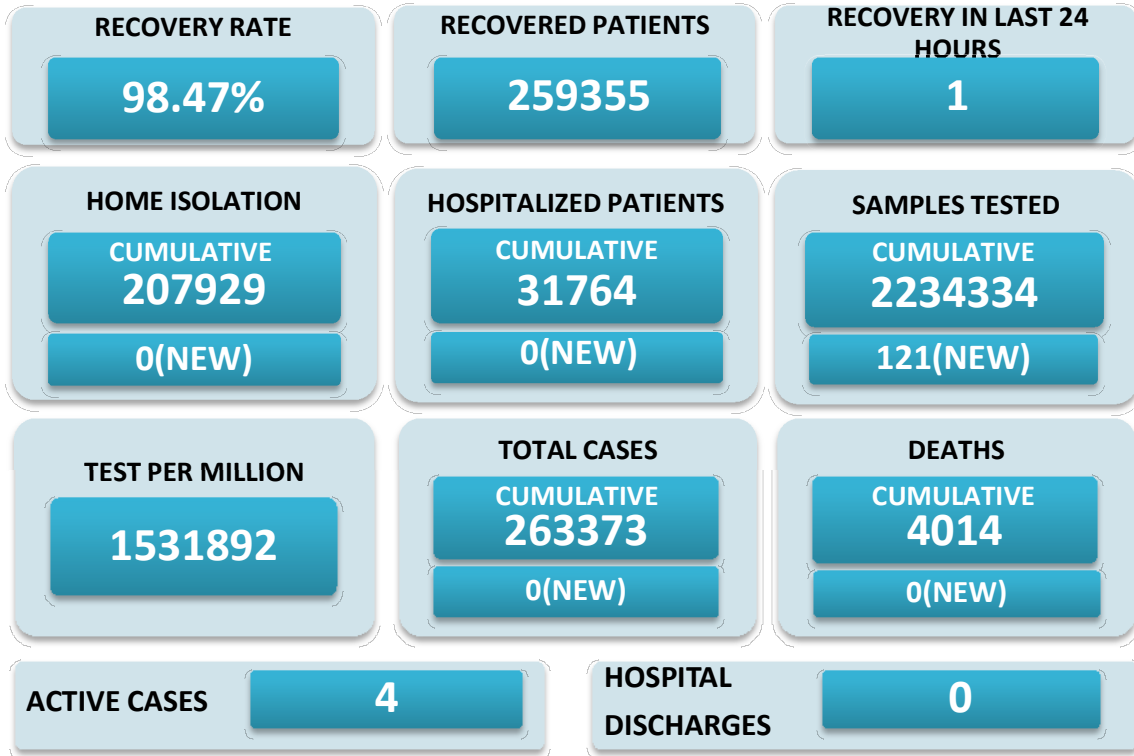 RECOVERY RATE
98.47%
RECOVERED PATIENTS
259355
RECOVERY IN LAST 24
HOURS
1
HOME ISOLATION
CUMULATIVE
207929
0(NEW)
HOSPITALIZED PATIENTS
CUMULATIVE
31764
0(NEW)
SAMPLES TESTED
CUMULATIVE
2234334
121(NEW)
TEST PER MILLION
1531892
TOTAL CASES
CUMULATIVE
263373
0(NEW)
DEATHS
CUMULATIVE
4014
0(NEW)
ACTIVE CASES
4
HOSPITAL
DISCHARGES
0